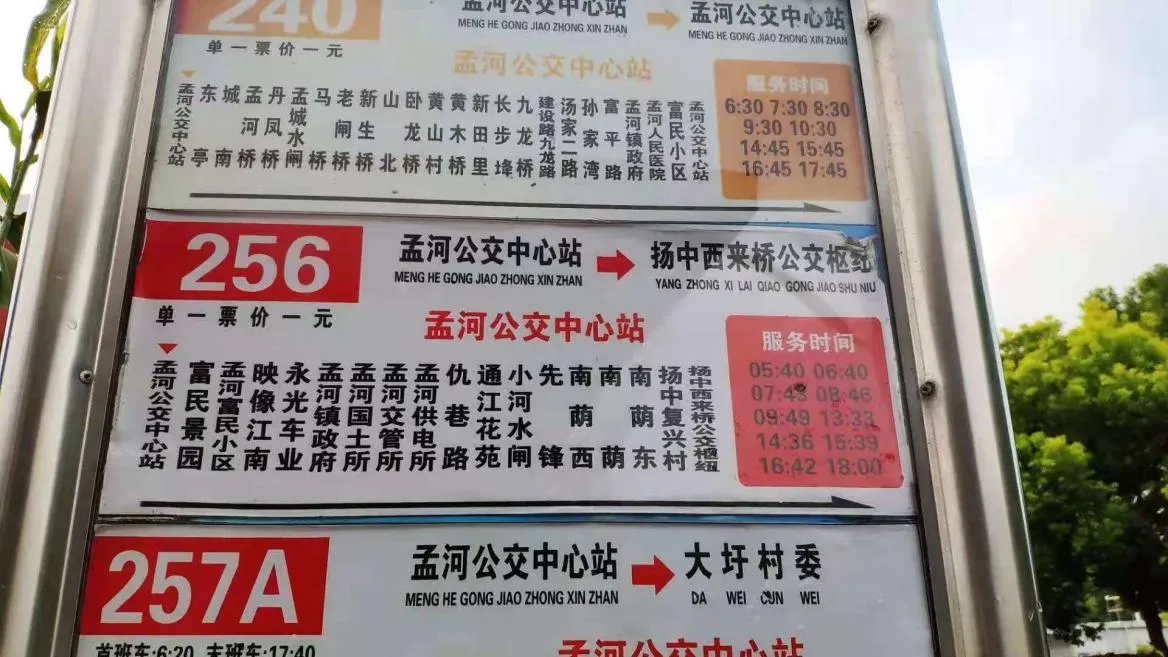 240
孟河公交中心站 孟河公交中心站
MENG HE GONG JIAO ZHONG XIN ZHAN MENG HE GONG JIAO ZHONG XIN ZHAN
单一票价一元
孟河公交中心站
服务时间
6:30 7:30 8:30
9:30 10:30
14:45 15:45
16:45 17:45
孟河公交中心站
东亭
城南
孟河桥
丹凤桥
孟城水闸
马桥
老闸桥
新生桥
山北
卧龙桥
黄山村
黄木桥
新田里
长步埄
九龙桥
建设路九龙路
汤家二路
孙家湾
富平路
孟河镇政府
孟河人民医院
富民小区
孟河公交中心站
256
孟河公交中心站 扬中西来桥公交枢纽
MENG HE GONG JIAO ZHONG XIN ZHAN YANG ZHONG XI LAI QIAO GONG JIAO SHU NIU
单一票价一元
孟河公交中心站
服务时间
05:40 06:40
07:43 08:46
09:49 13:33
14:36 15:39
16:42 18:00
孟河公交中心站
富民景园
孟河富民小区
映像江南
永光车业
孟河镇政府
孟河国土所
孟河交管所
孟河供电所
仇巷路
通江花苑
小河水闸
先锋
南荫西
南荫
南荫东
扬中复兴村
扬中西来桥公交枢纽
257A
孟河公交中心站 大圩村委
MENG HE GONG JIAO ZHONG XIN ZHAN DA WEI CUN WEI
首班车:6:20 末班车:17:40
孟河公交中心站